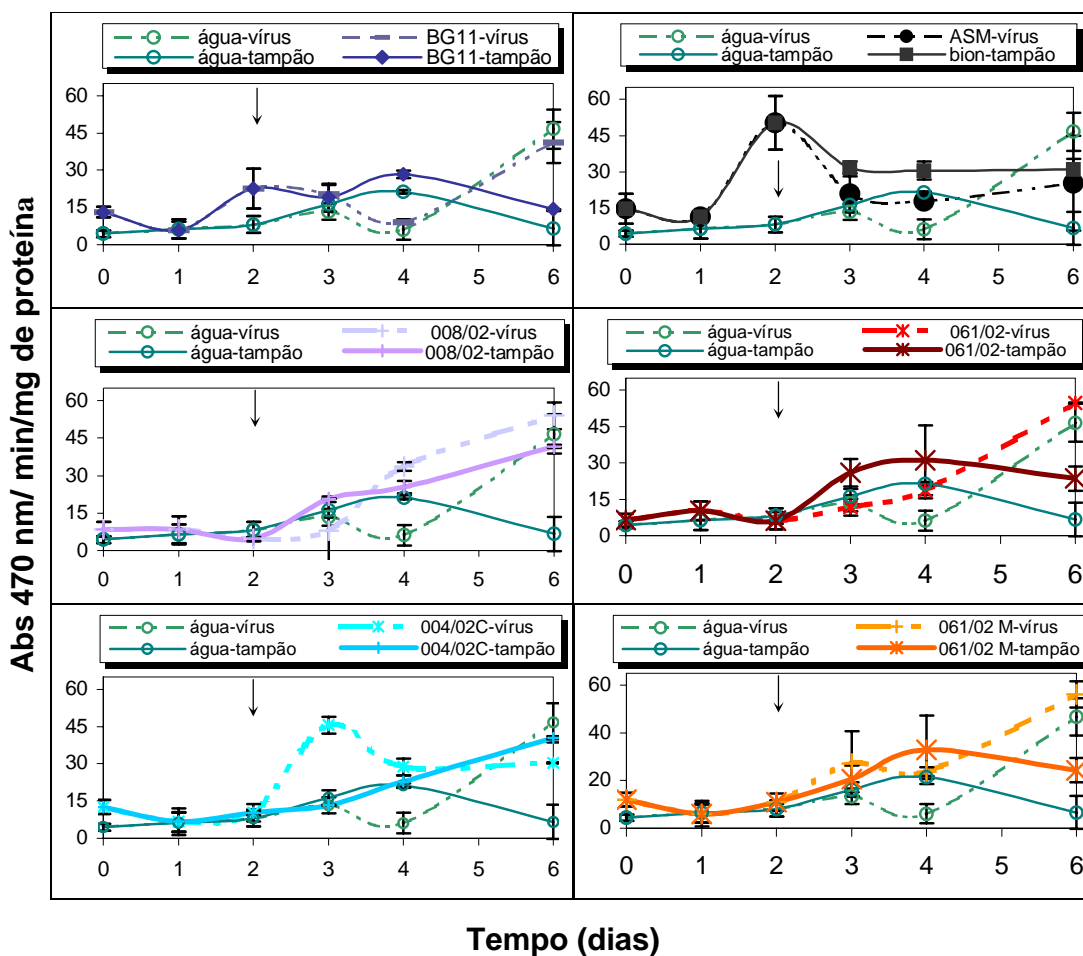 água-vírus BG11-vírus
água-tampão BG11-tampão
60
45
30
15
0
0 1 2 3 4 5 6
água-vírus ASM-vírus
água-tampão bion-tampão
60
45
30
15
0
0 1 2 3 4 5 6
água-vírus 008/02-vírus
água-tampão 008/02-tampão
60
45
30
15
0
0 1 2 3 4 5 6
água-vírus 061/02-vírus
água-tampão 061/02-tampão
60
45
30
15
0
0 1 2 3 4 5 6
água-vírus 004/02C-vírus
água-tampão 004/02C-tampão
60
45
30
15
0
0 1 2 3 4 5 6
água-vírus 061/02 M-vírus
água-tampão 061/02 M-tampão
60
40
20
0
0 1 2 3 4 5 6
Abs 470 nm/ min/mg de proteína
Tempo (dias)